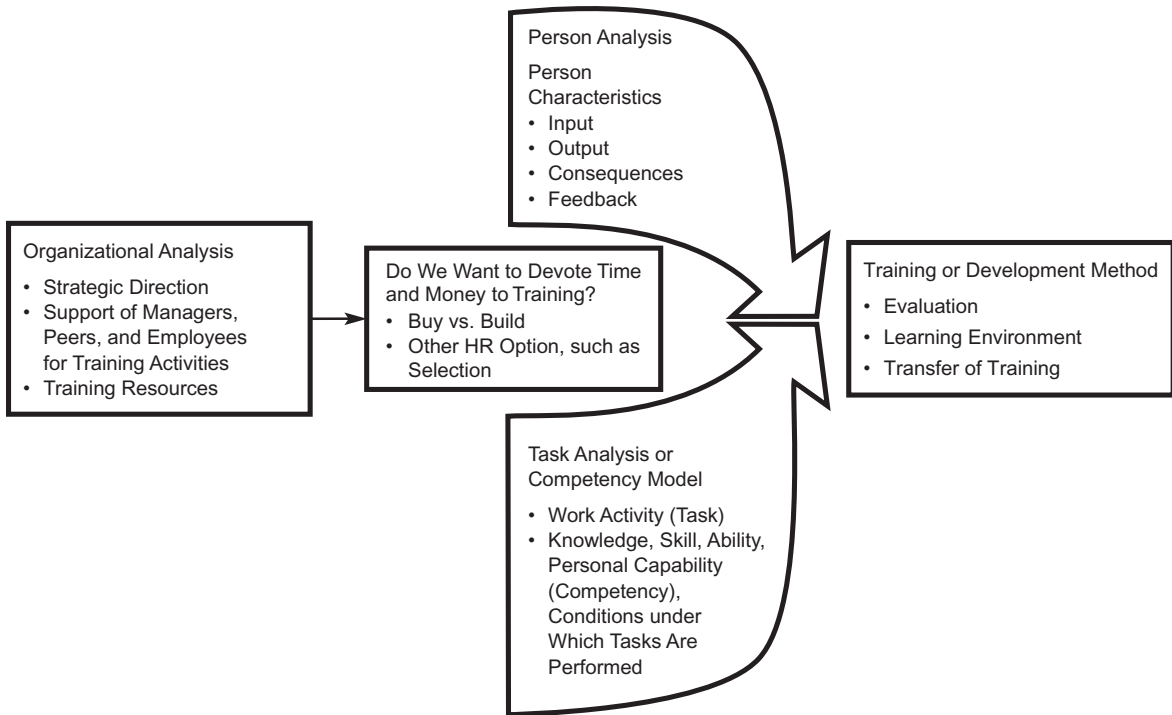 Organizational Analysis
• Strategic Direction
• Support of Managers,
Peers, and Employees
for Training Activities
• Training Resources
Do We Want to Devote Time
and Money to Training?
• Buy vs. Build
• Other HR Option, such as
Selection
Person Analysis
Person
Characteristics
• Input
• Output
• Consequences
• Feedback
Task Analysis or
Competency Model
• Work Activity (Task)
• Knowledge, Skill, Ability,
Personal Capability
(Competency),
Conditions under
Which Tasks Are
Performed
Training or Development Method
• Evaluation
• Learning Environment
• Transfer of Training